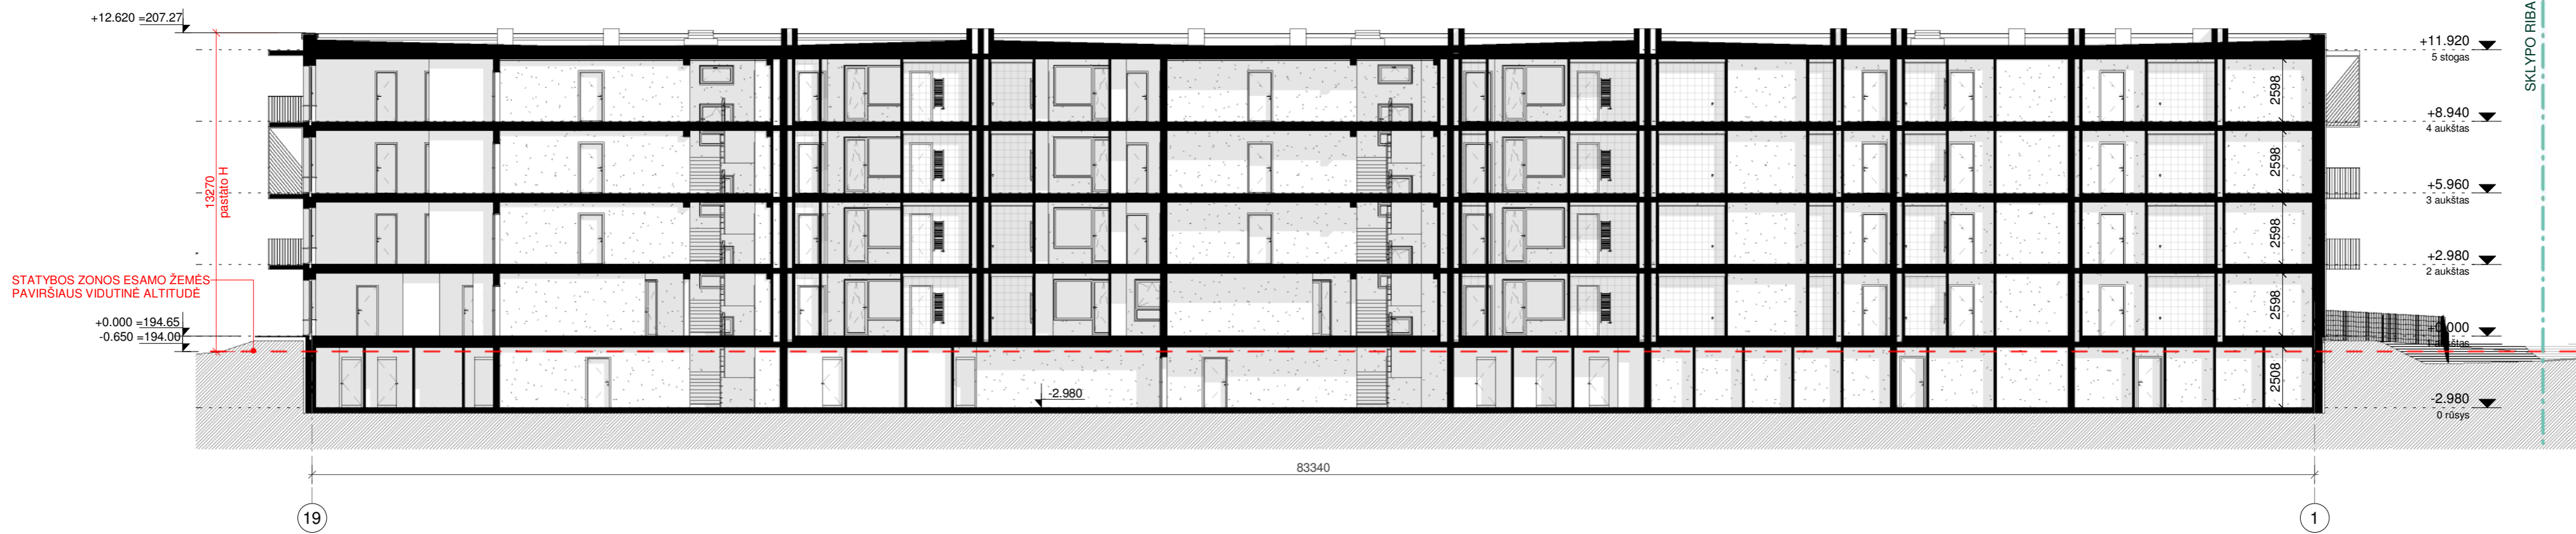 +12.620 =207.27
13270
pastato H
STATYBOS ZONOS ESAMO ŽEMĖS
PAVIRŠIAUS VIDUTINĖ ALTITUDĖ
+0.000 =194.65
-0.650 =194.00
-2.980
2598
2598
2598
2598
2508
+11.920
5 stogas
+8.940
4 aukštas
+5.960
3 aukštas
+2.980
2 aukštas
+0.000
-2.980
0 rūsys
SKLYPO RIBA
83340
19
1